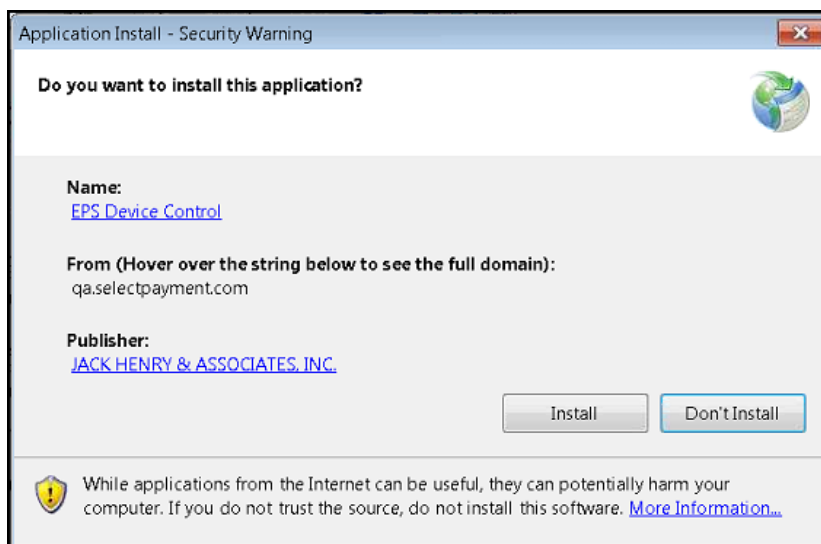 Application Install - Security Warning
Do you want to install this application?
Name:
EPS Device Control
From (Hover over the string below to see the full domain):
qa.selectpayment.com
Publisher:
JACK HENRY & ASSOCIATES, INC.
Install
Don't Install
While applications from the Internet can be useful, they can potentially harm your
computer. If you do not trust the source, do not install this software. More Information...